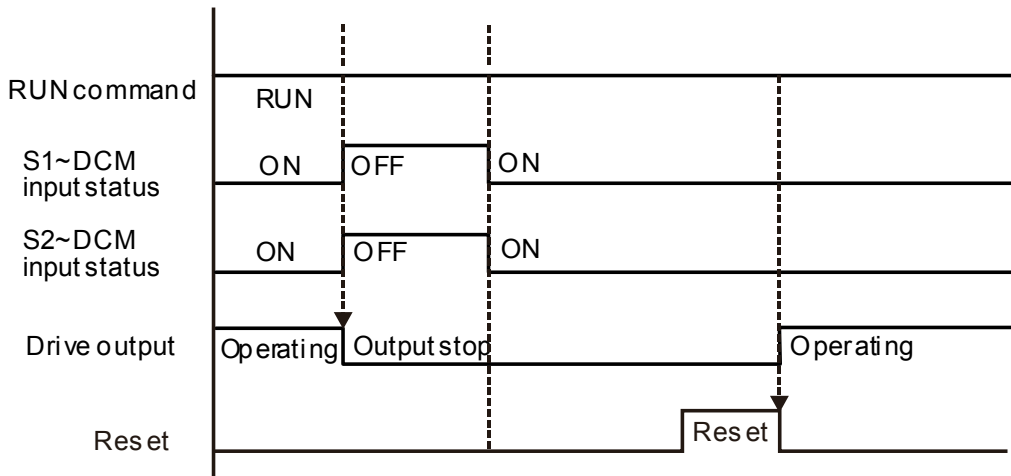 RUN command
RUN
S1~DCM
input status
ON
OFF
ON
S2~DCM
input status
ON
OFF
ON
Drive output
Operating
Output stop
Operating
Reset
Reset